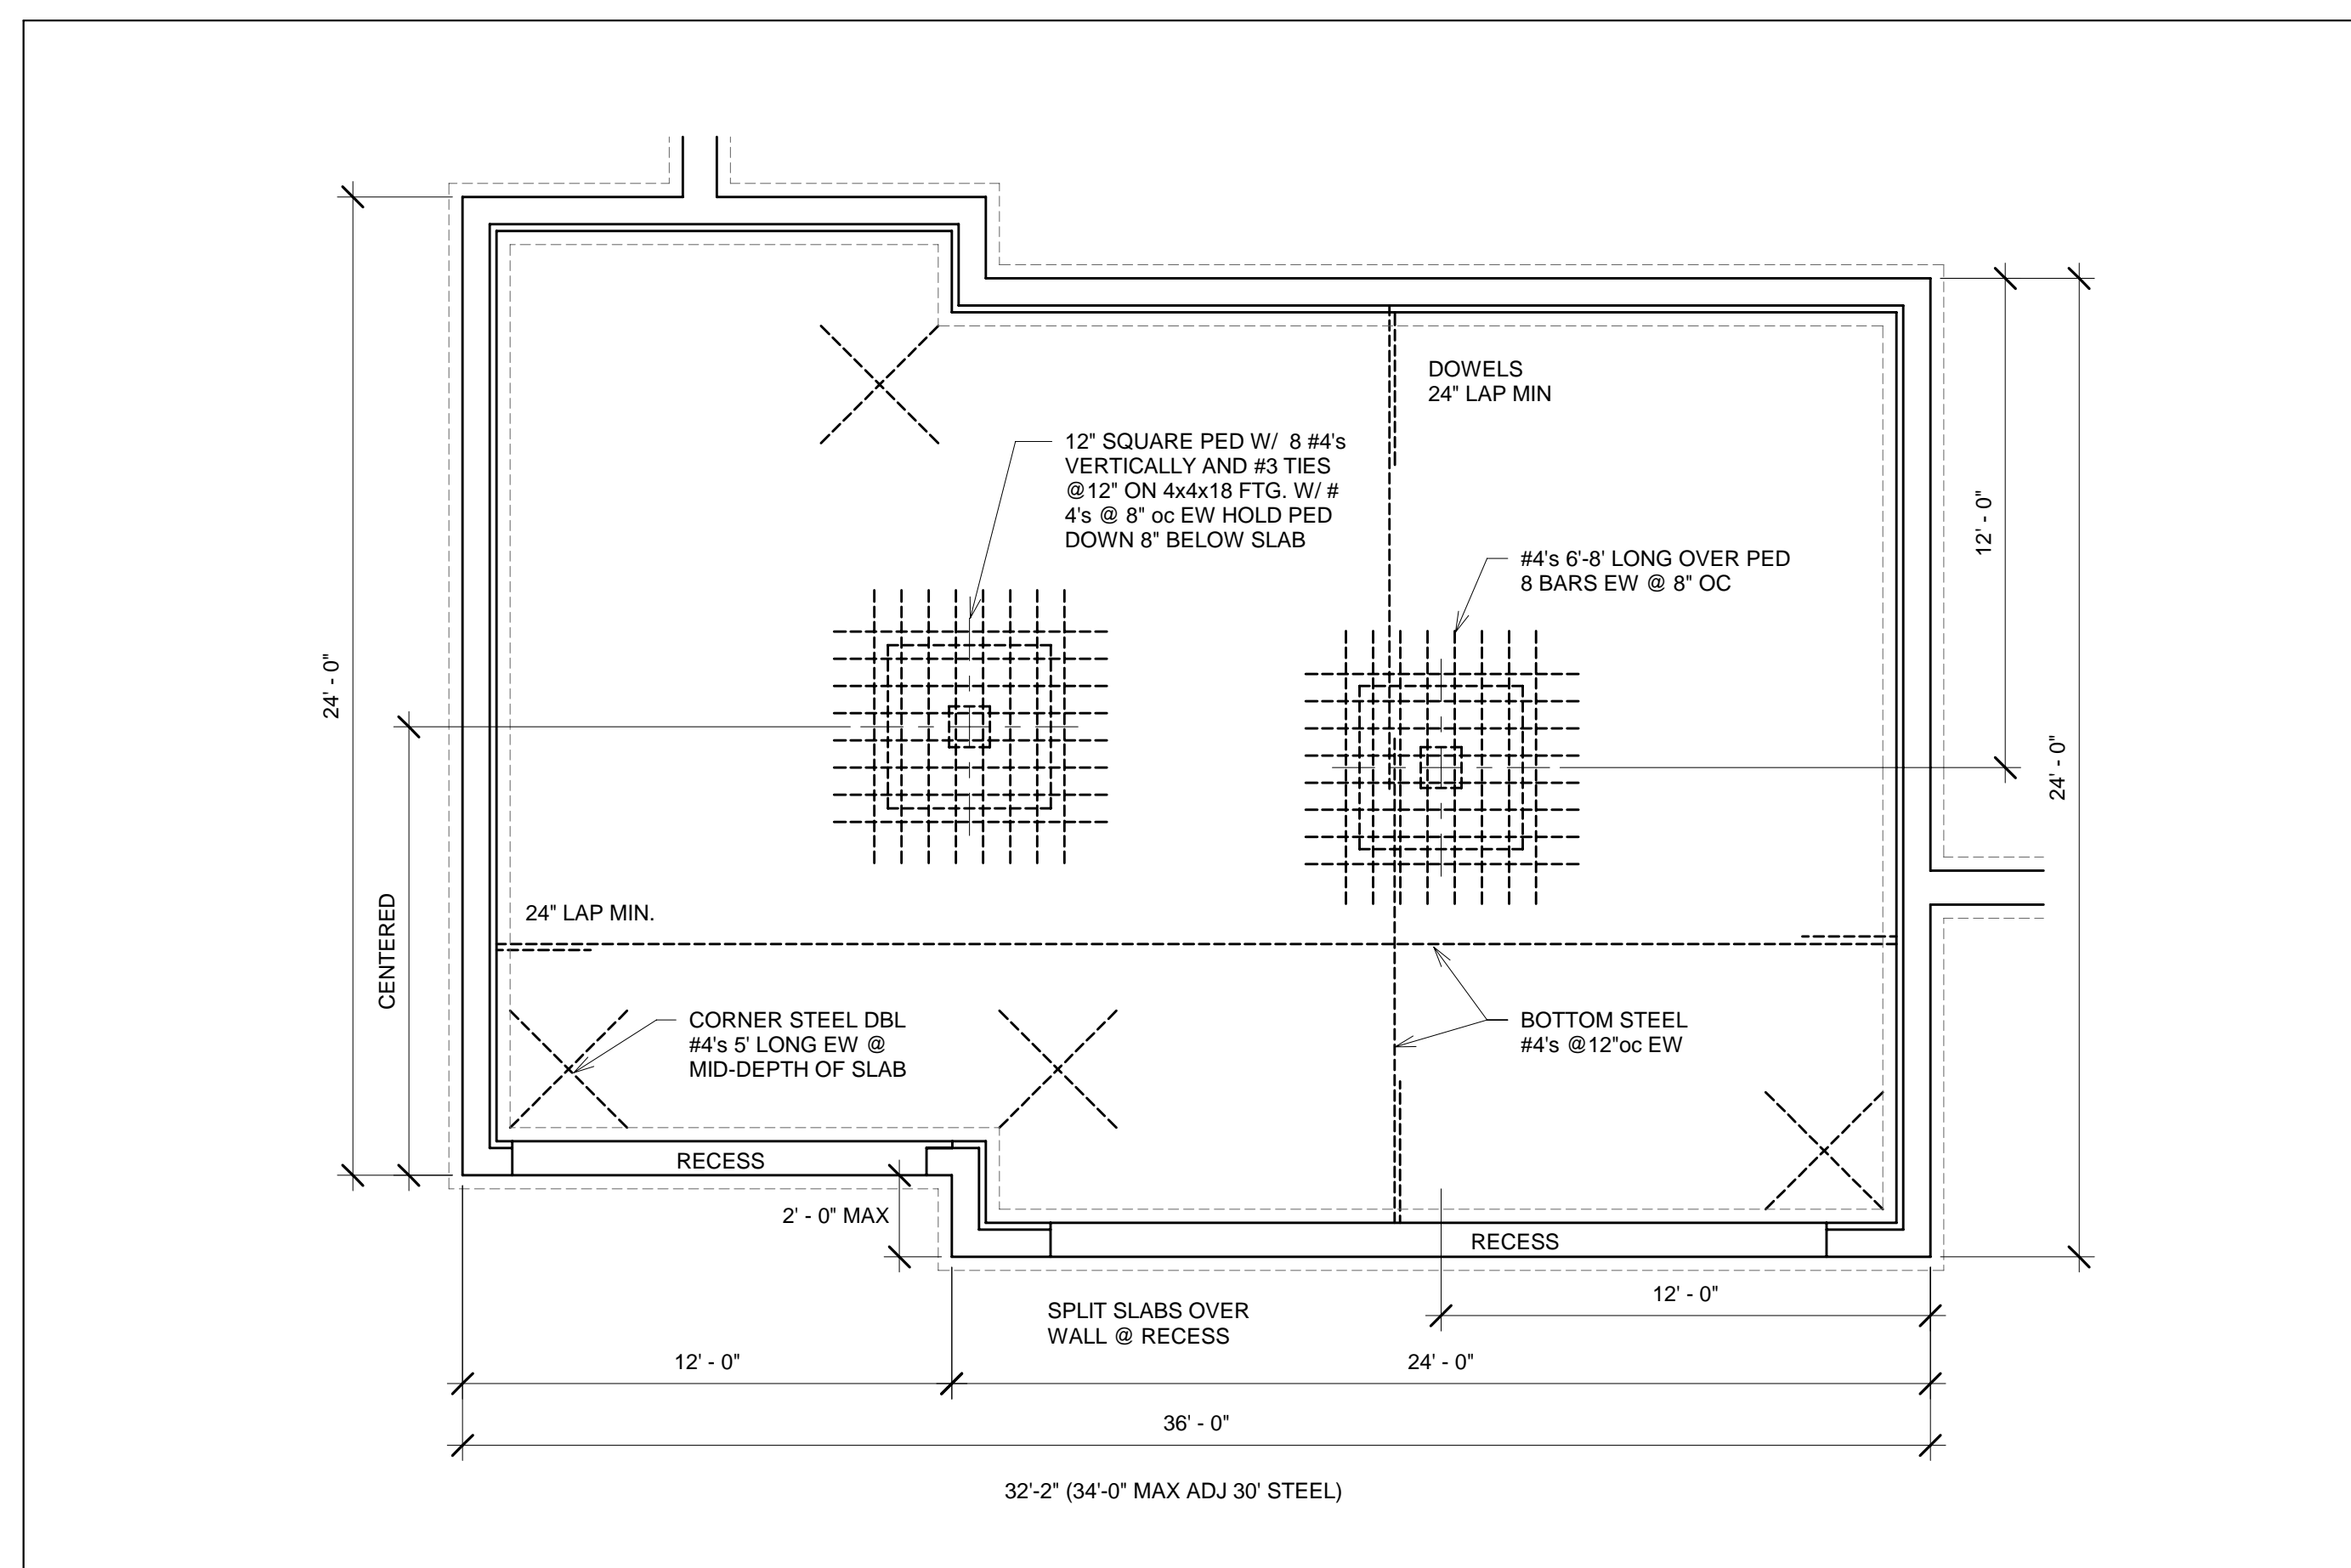 DOWELS
24" LAP MIN
12" SQUARE PED W/  8 #4's
VERTICALLY AND #3 TIES
@12" ON 4x4x18 FTG. W/ #
4's @ 8" oc EW HOLD PED
DOWN 8" BELOW SLAB
#4's 6'-8' LONG OVER PED
8 BARS EW @ 8" OC
12' - 0"
24' - 0"
24' - 0"
CENTERED
24" LAP MIN.
CORNER STEEL DBL
#4's 5' LONG EW @
MID-DEPTH OF SLAB
BOTTOM STEEL
#4's @12"oc EW
RECESS
2' - 0" MAX
RECESS
12' - 0"
SPLIT SLABS OVER
WALL @ RECESS
12' - 0"
24' - 0"
36' - 0"
32'-2" (34'-0" MAX ADJ 30' STEEL)